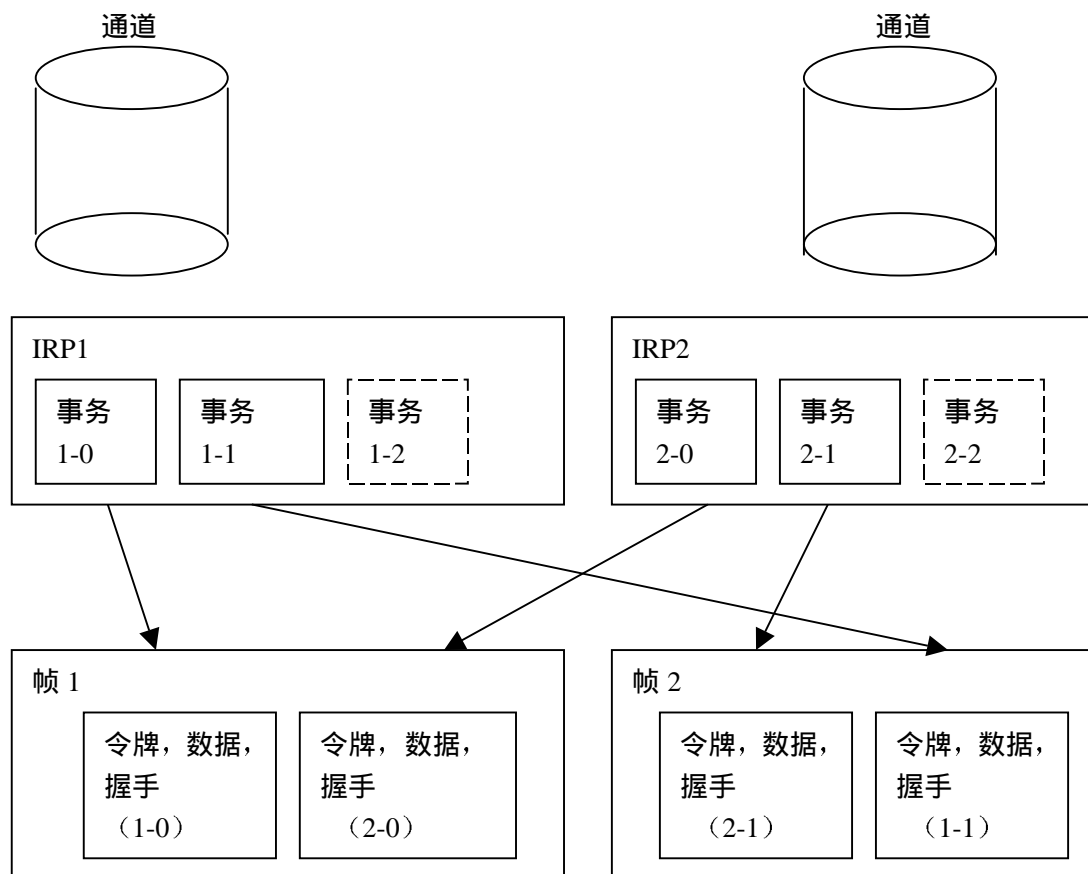 通道
通道
IRP1
事务
1-0
事务
1-1
事务
1-2
IRP2
事务
2-0
事务
2-1
事务
2-2
帧 1
令牌，数据，
握手
（1-0）
令牌，数据，
握手
（2-0）
帧 2
令牌，数据，
握手
（2-1）
令牌，数据，
握手
（1-1）